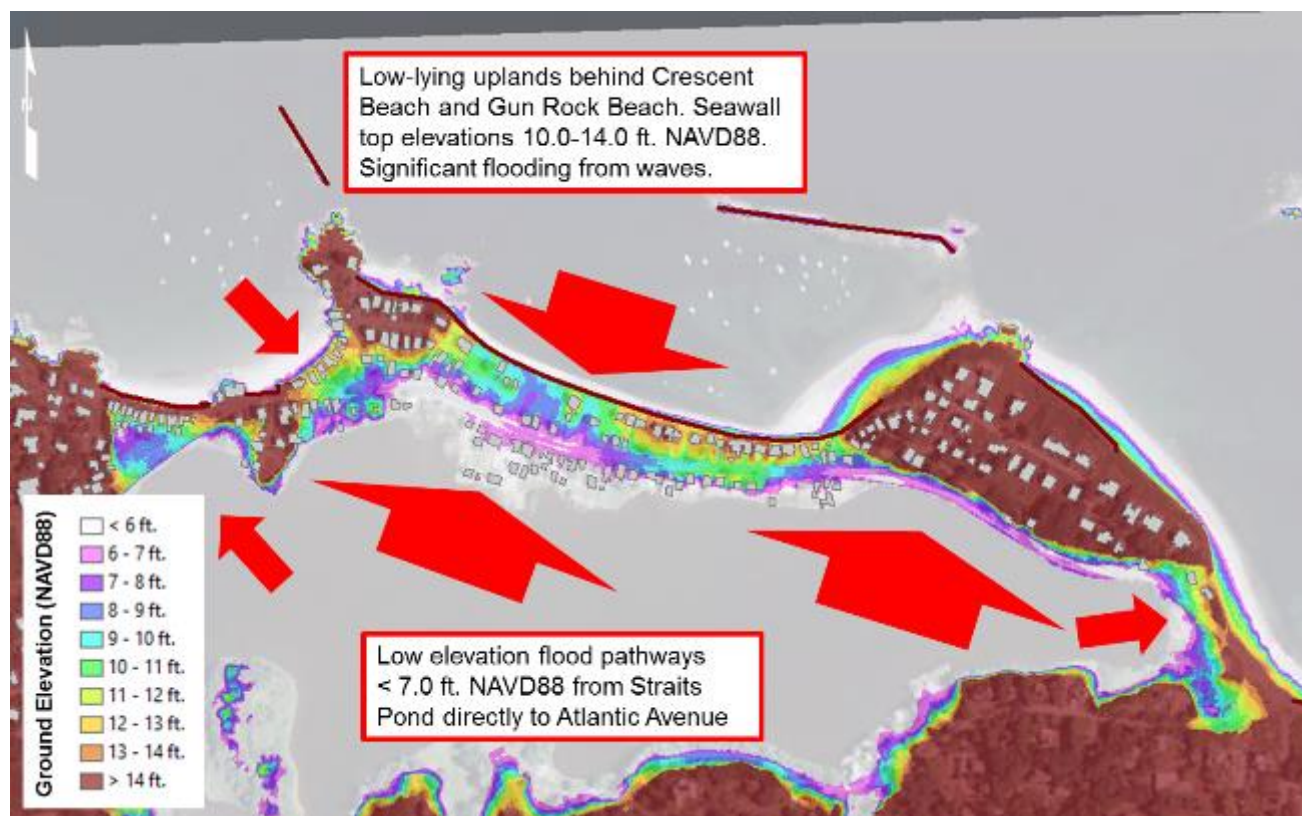 Low-lying uplands behind Crescent
Beach and Gun Rock Beach. Seawall
top elevations 10.0-14.0 ft. NAVD88.
Significant flooding from waves.
Ground Elevation (NAVD88)
< 6 ft.
6 - 7 ft.
7 - 8 ft.
8 - 9 ft.
9 - 10 ft.
10 - 11 ft.
11 - 12 ft.
12 - 13 ft.
13 - 14 ft.
> 14 ft.
Low elevation flood pathways
< 7.0 ft. NAVD88 from Straits
Pond directly to Atlantic Avenue